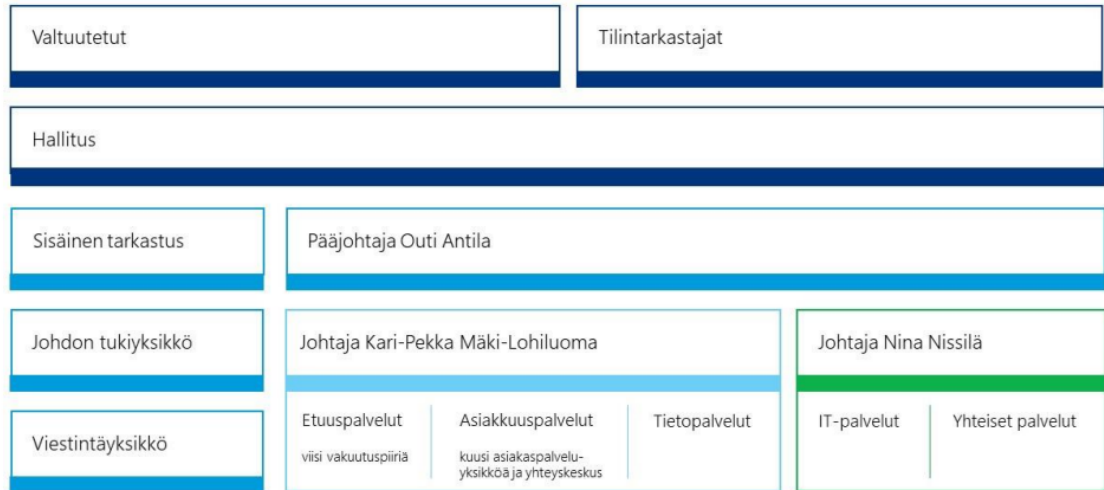 Valtuutetut
Tilintarkastajat
Hallitus
Sisäinen tarkastus
Pääjohtaja Outi Antila
Johdon tukiyksikkö
Johtaja Kari-Pekka Mäki-Lohiluoma
Johtaja Nina Nissilä
Viestintäyksikkö
Etuuspalvelut
viisi vakuutuspiiriä
Asiakkuuspalvelut
kuusi asiakaspalvelu-
yksikköä ja yhteyskeskus
Tietopalvelut
IT-palvelut
Yhteiset palvelut